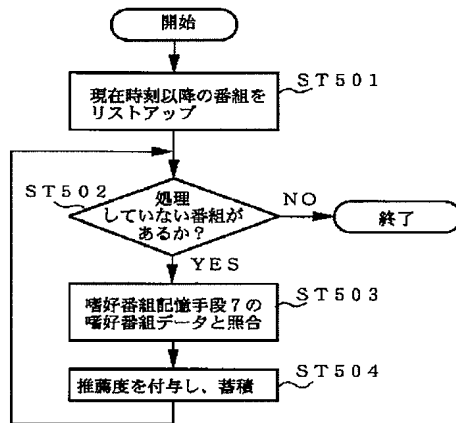 開始
ST501
現在時刻以降の番組を
リストアップ
ST502
処理
していない番組が
あるか?
NO
終了
YES
ST503
嗜好番組記憶手段7の
嗜好番組データと照合
ST504
推薦度を付与し、蓄積